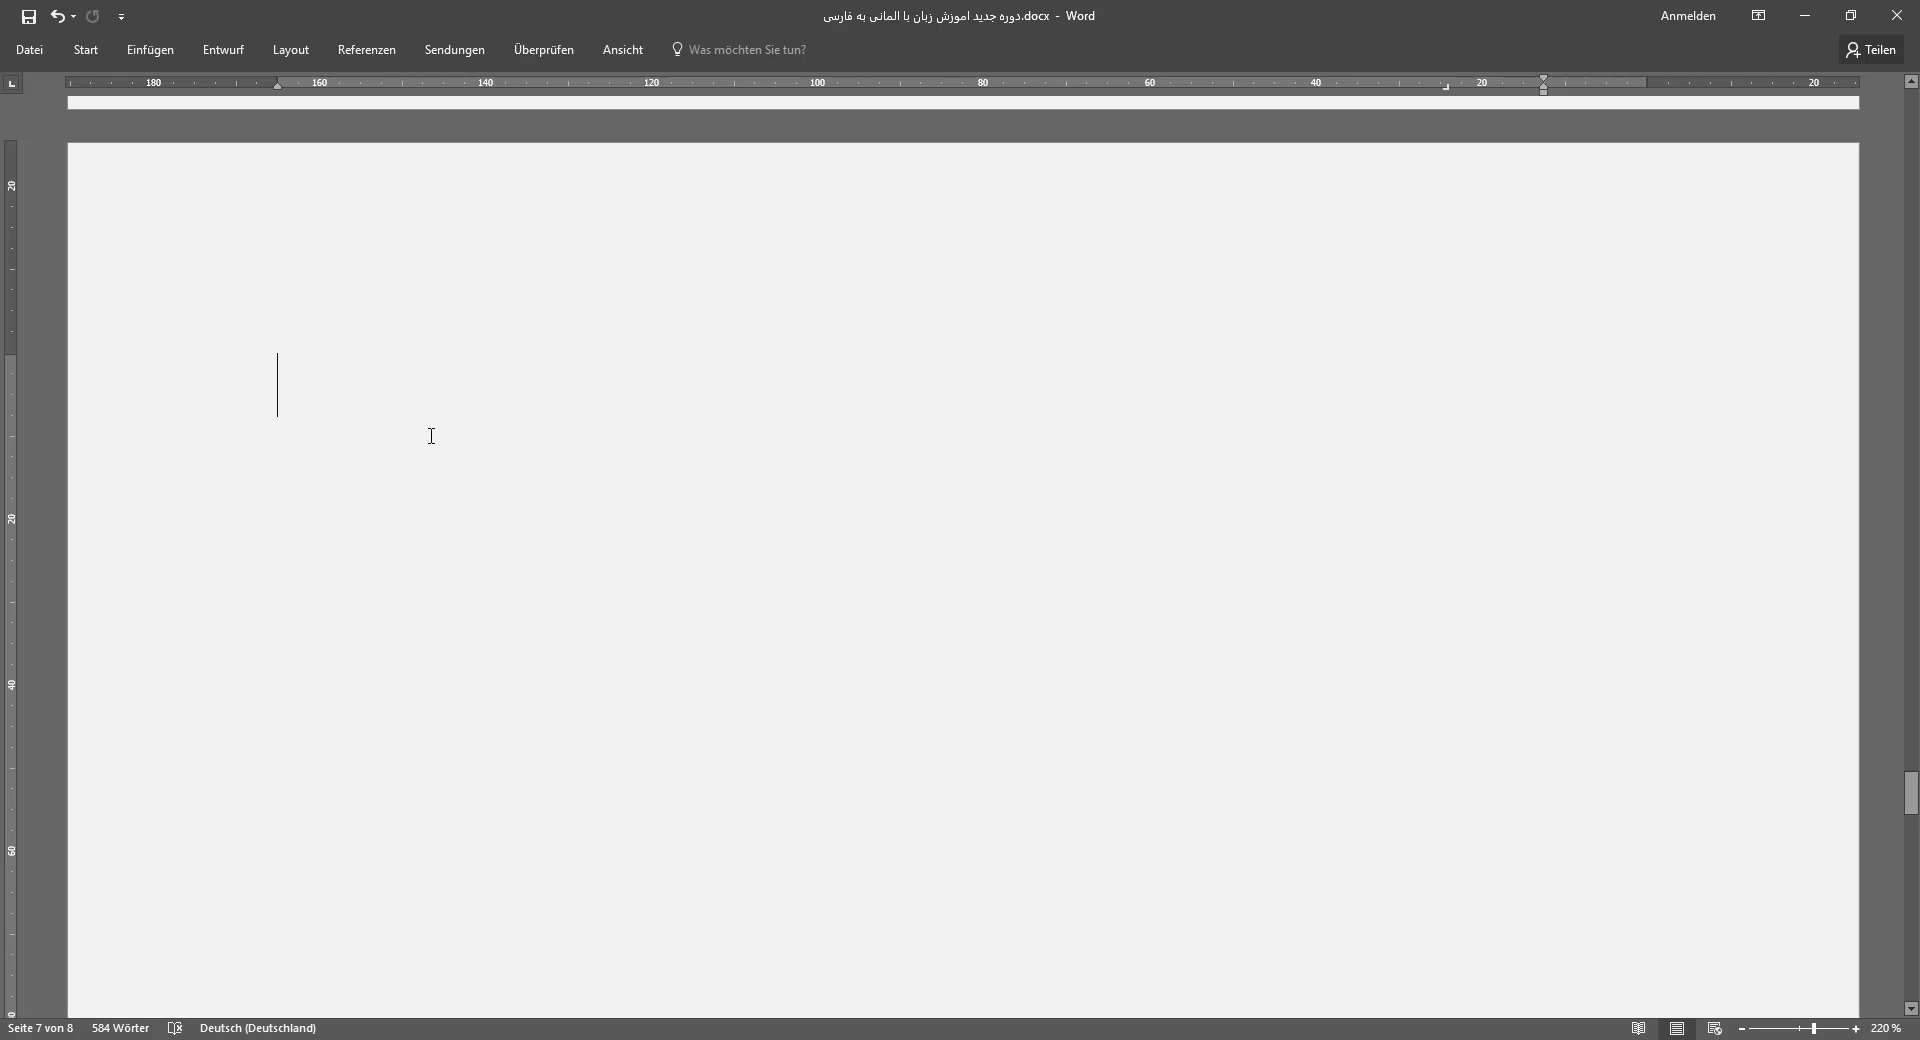 دوره جدید اموزش زبان با المانی به فارسی.docx - Word
Anmelden
Datei Start Einfügen Entwurf Layout Referenzen Sendungen Überprüfen Ansicht Was möchten Sie tun? Teilen
L 180 160 140 120 100 80 60 40 20 20
20
20
40
60
Seite 7 von 8 584 Wörter Deutsch (Deutschland) 220 %